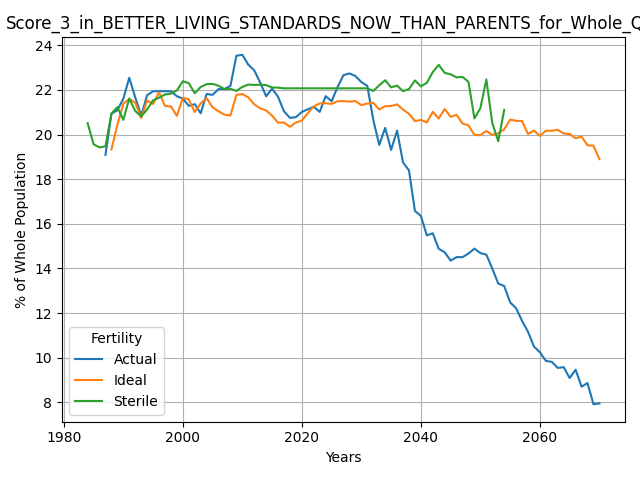 Score_3_in_BETTER_LIVING_STANDARDS_NOW_THAN_PARENTS_for_Whole_Q
24
22
20
18
16
14
12
10
8
% of Whole Population
Fertility
Actual
Ideal
Sterile
1980
2000
2020
2040
2060
Years